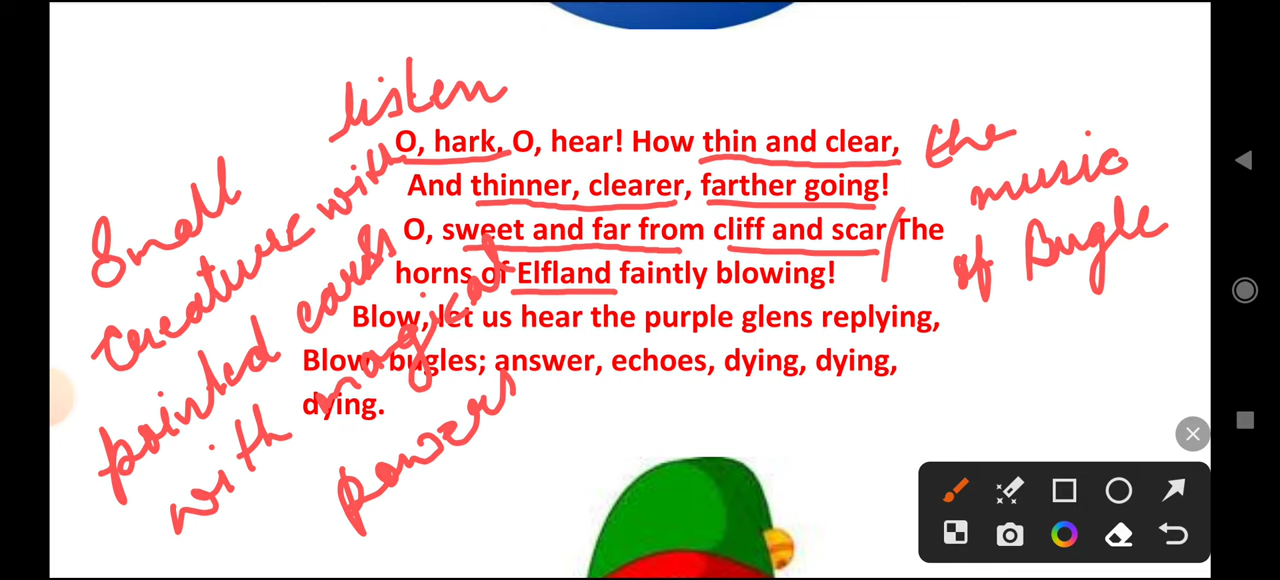 listen
O, hark, O, hear! How thin and clear,
And thinner, clearer, farther going!
O, sweet and far from cliff and scar The
horns of Elfland faintly blowing!
Blow, let us hear the purple glens replying,
Blow, bugles; answer, echoes, dying, dying,
dying.
the
music
of Bugle
Small
Creature with
pointed ears
with magical
powers